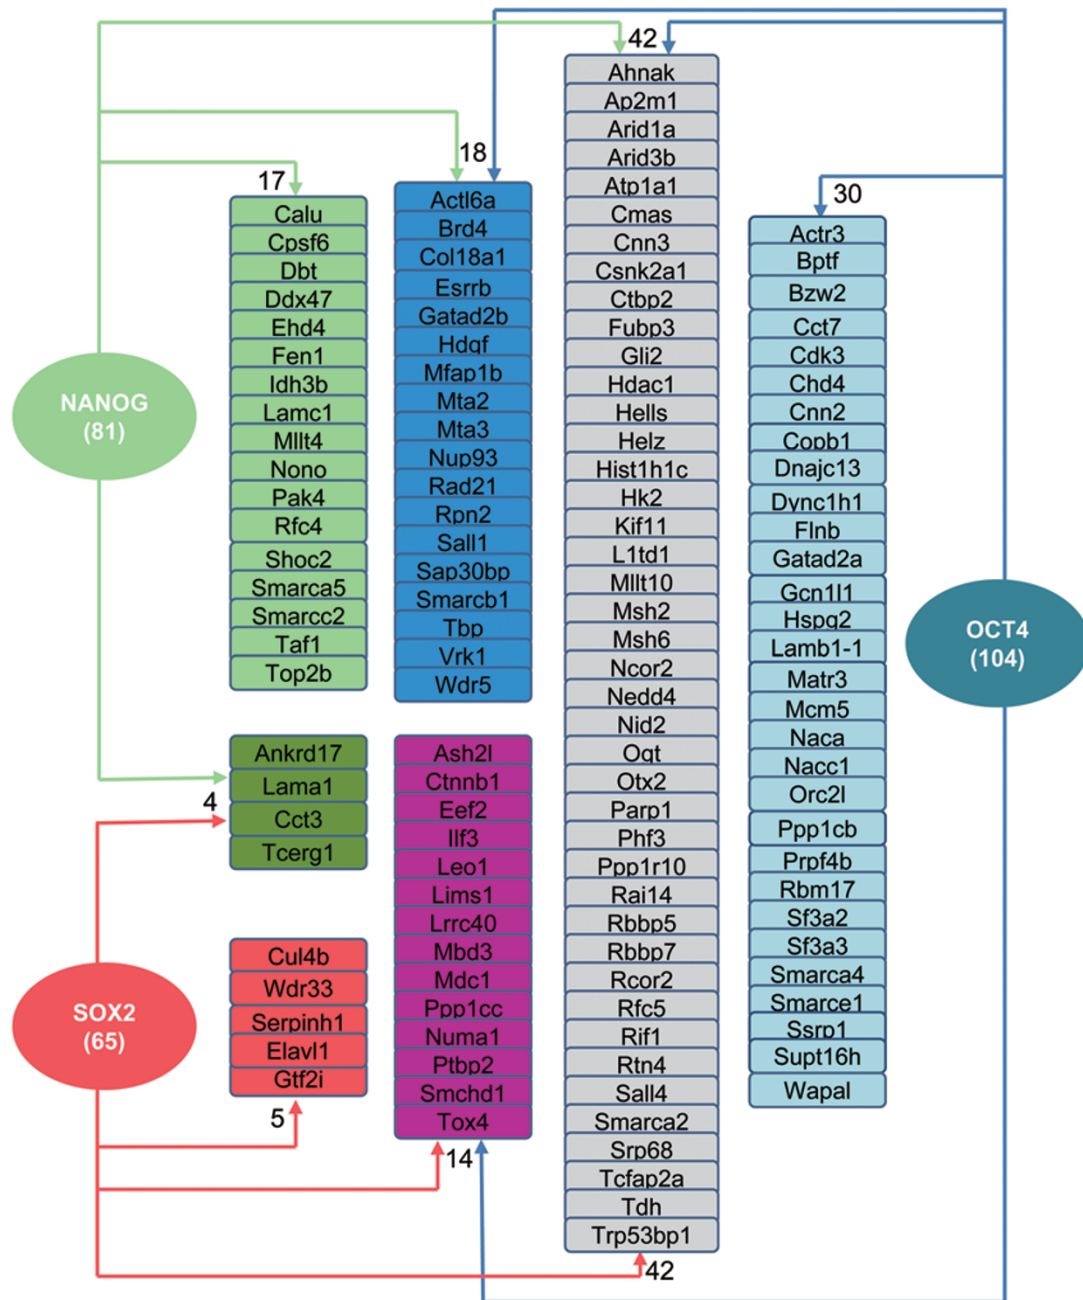 42
18
17
30
NANOG
(81)
Calu
Cpsf6
Dbt
Ddx47
Ehd4
Fen1
Idh3b
Lamc1
Mllt4
Nono
Pak4
Rfc4
Shoc2
Smarca5
Smarcc2
Taf1
Top2b
Actl6a
Brd4
Col18a1
Esrrb
Gatad2b
Hdgf
Mfap1b
Mta2
Mta3
Nup93
Rad21
Rpn2
Sall1
Sap30bp
Smarcb1
Tbp
Vrk1
Wdr5
Ahnak
Ap2m1
Arid1a
Arid3b
Atp1a1
Cmas
Cnn3
Csnk2a1
Ctbp2
Fubp3
Gli2
Hdac1
Hells
Helz
Hist1h1c
Hk2
Kif11
L1td1
Mllt10
Msh2
Msh6
Ncor2
Nedd4
Nid2
Ogt
Otx2
Parp1
Phf3
Ppp1r10
Rai14
Rbbp5
Rbbp7
Rcor2
Rfc5
Rif1
Rtn4
Sall4
Smarca2
Srp68
Tcfap2a
Tdh
Trp53bp1
42
Actr3
Bptf
Bzw2
Cct7
Cdk3
Chd4
Cnn2
Copb1
Dnajc13
Dync1h1
Flnb
Gatad2a
Gcn1l1
Hspg2
Lamb1-1
Matr3
Mcm5
Naca
Nacc1
Orc2l
Ppp1cb
Prpf4b
Rbm17
Sf3a2
Sf3a3
Smarca4
Smarce1
Ssrp1
Supt16h
Wapal
OCT4
(104)
4
Ankrd17
Lama1
Cct3
Tcerg1
Ash2l
Ctnnb1
Eef2
Ilf3
Leo1
Lims1
Lrrc40
Mbd3
Mdc1
Ppp1cc
Numa1
Ptbp2
Smchd1
Tox4
14
SOX2
(65)
Cul4b
Wdr33
Serpinh1
Elavl1
Gtf2i
5